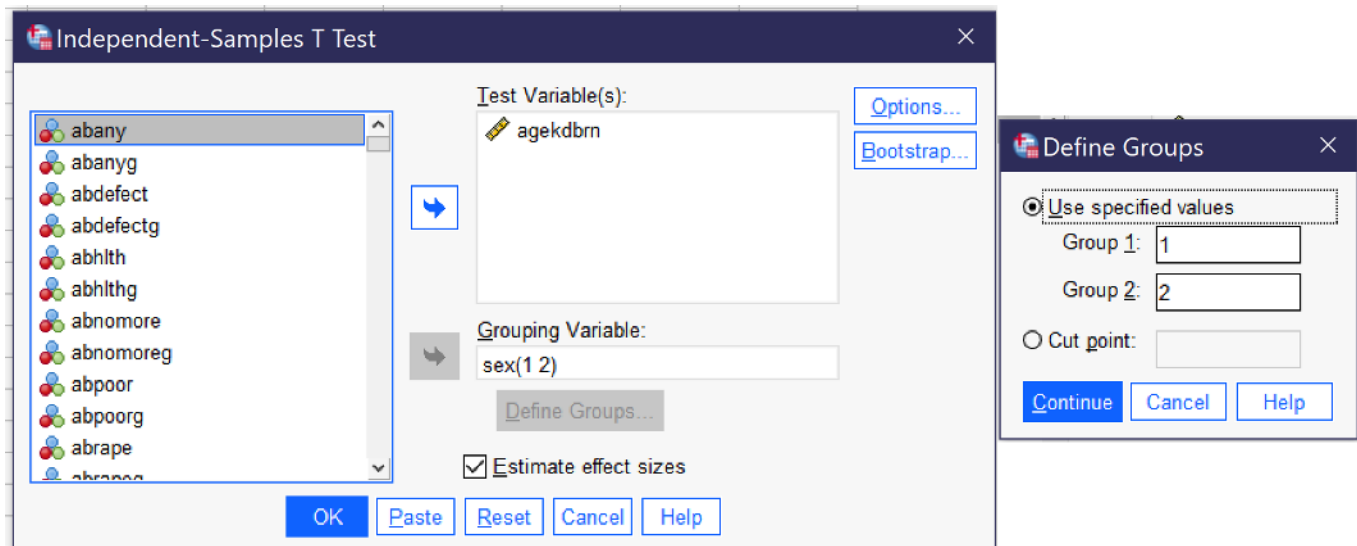 Independent-Samples T Test
Test Variable(s):
abany
abanyg
abdefect
abdefectg
abhlth
abhlthg
abnomore
abnomoreg
abpoor
abpoorg
abrape
agekdbrn
Options...
Bootstrap...
Grouping Variable:
sex(1 2)
Define Groups...
Estimate effect sizes
OK Paste Reset Cancel Help
Define Groups
Use specified values
Group 1: 1
Group 2: 2
Cut point:
Continue Cancel Help